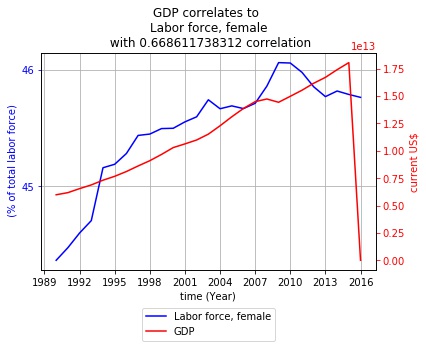 GDP correlates to
Labor force, female
with 0.668611738312 correlation
1e13
46
45
(% of total labor force)
1.75
1.50
1.25
1.00
0.75
0.50
0.25
0.00
current US$
1989 1992 1995 1998 2001 2004 2007 2010 2013 2016
time (Year)
Labor force, female
GDP